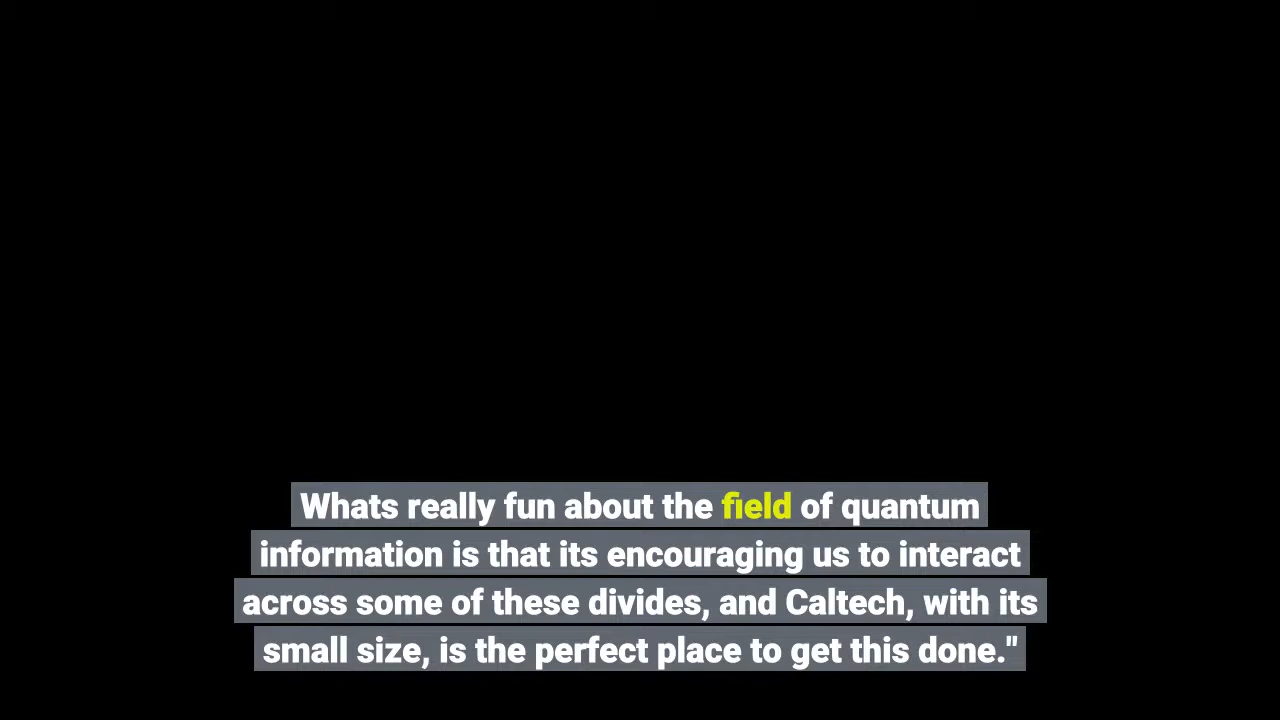 Whats really fun about the field of quantum
information is that its encouraging us to interact
across some of these divides, and Caltech, with its
small size, is the perfect place to get this done."